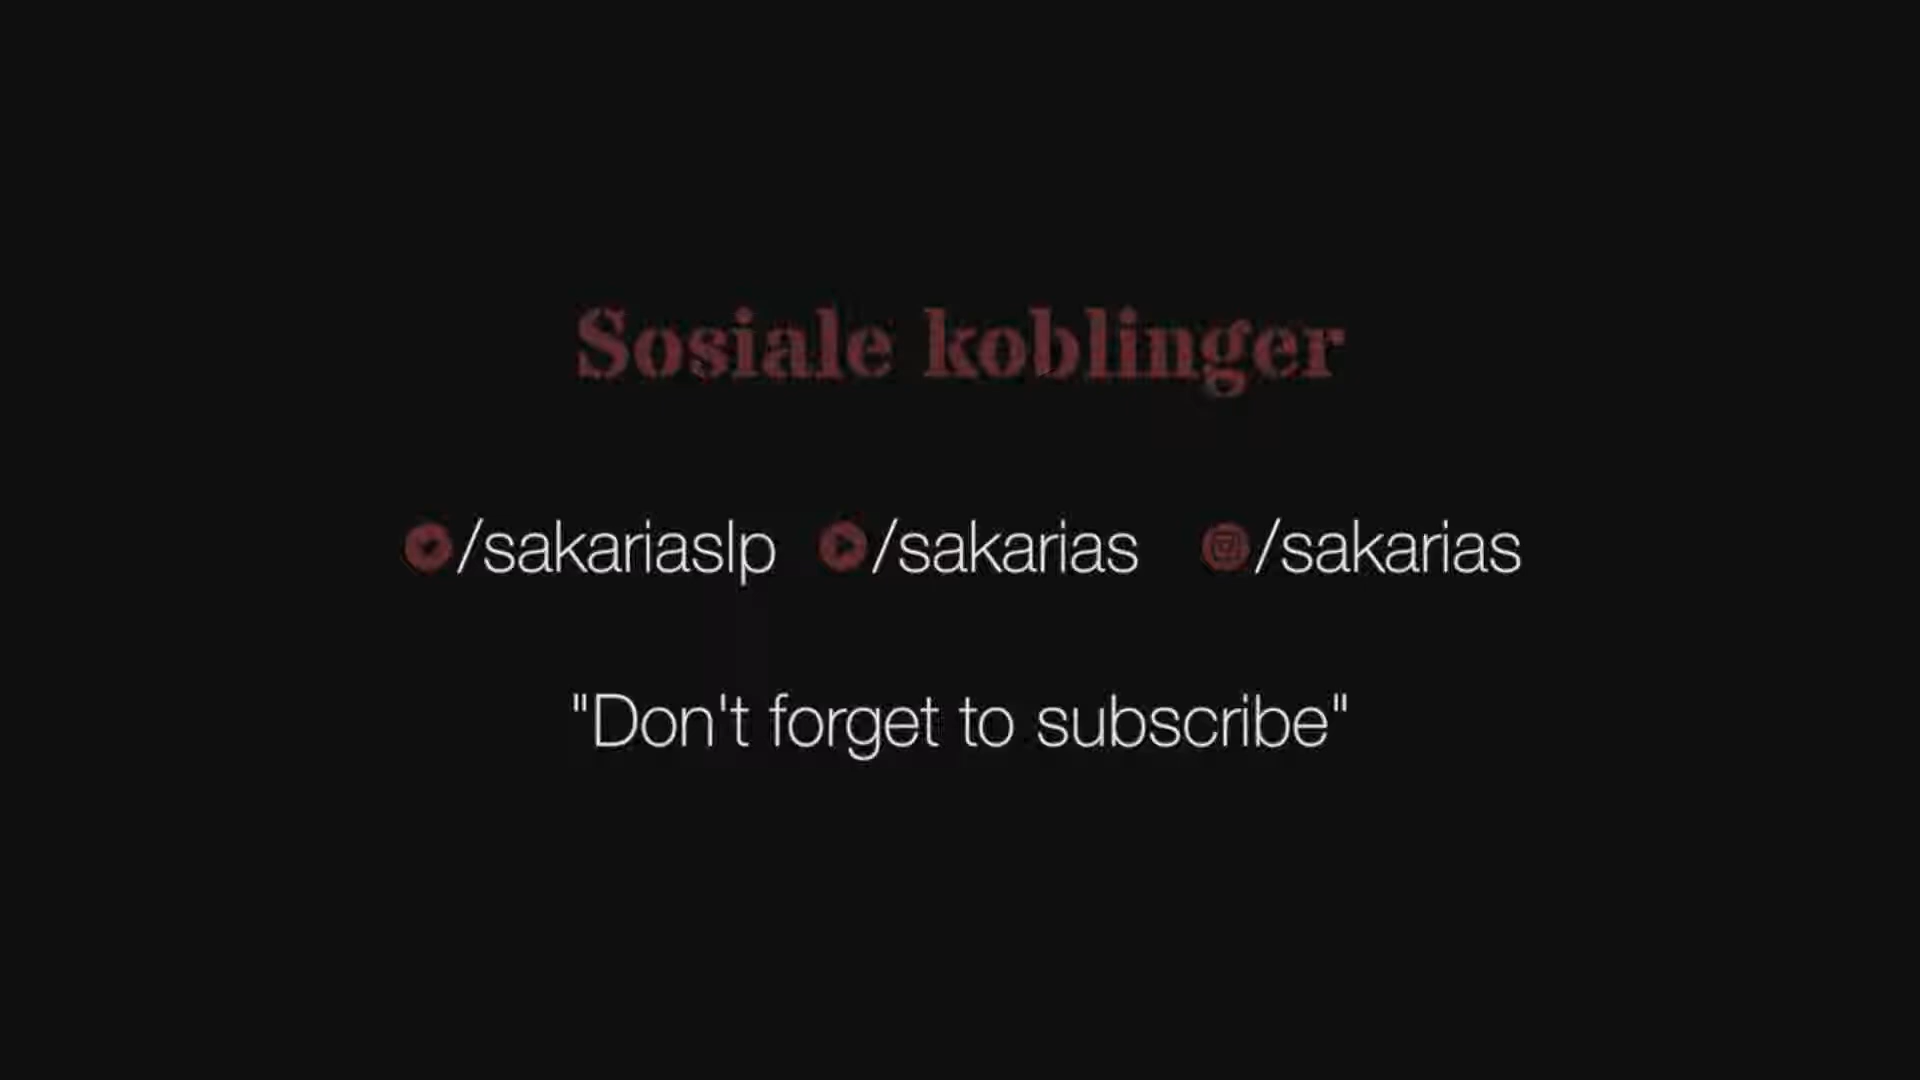 Sosiale koblinger
/sakariaslp /sakarias /sakarias
"Don't forget to subscribe"